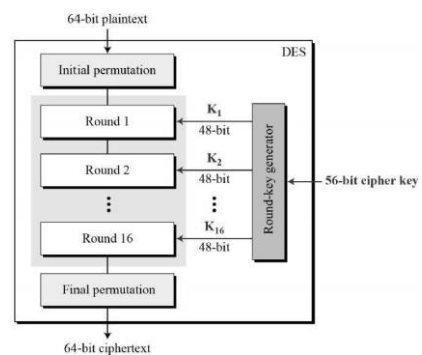 64-bit plaintext
DES
Initial permutation
Round 1
K1
48-bit
Round 2
K2
48-bit
Round 16
K16
48-bit
Round-key generator
56-bit cipher key
Final permutation
64-bit ciphertext